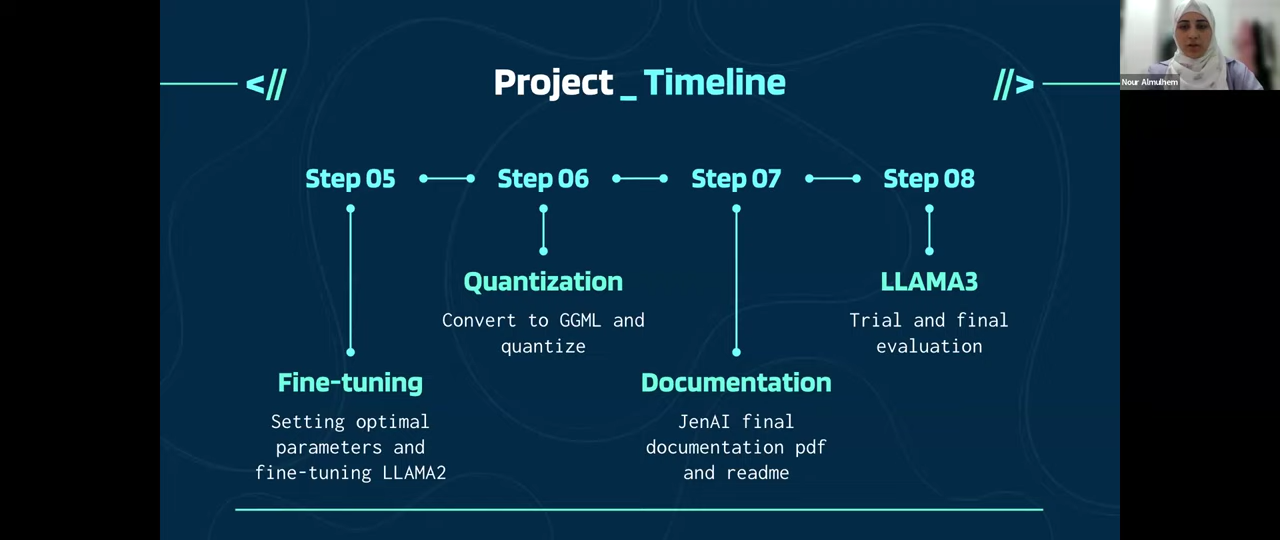 <// Project _ Timeline //>
Nour Almulhem
Step 05 Step 06 Step 07 Step 08
Quantization
Convert to GGML and
quantize
LLAMA3
Trial and final
evaluation
Fine-tuning
Setting optimal
parameters and
fine-tuning LLAMA2
Documentation
JenAI final
documentation pdf
and readme